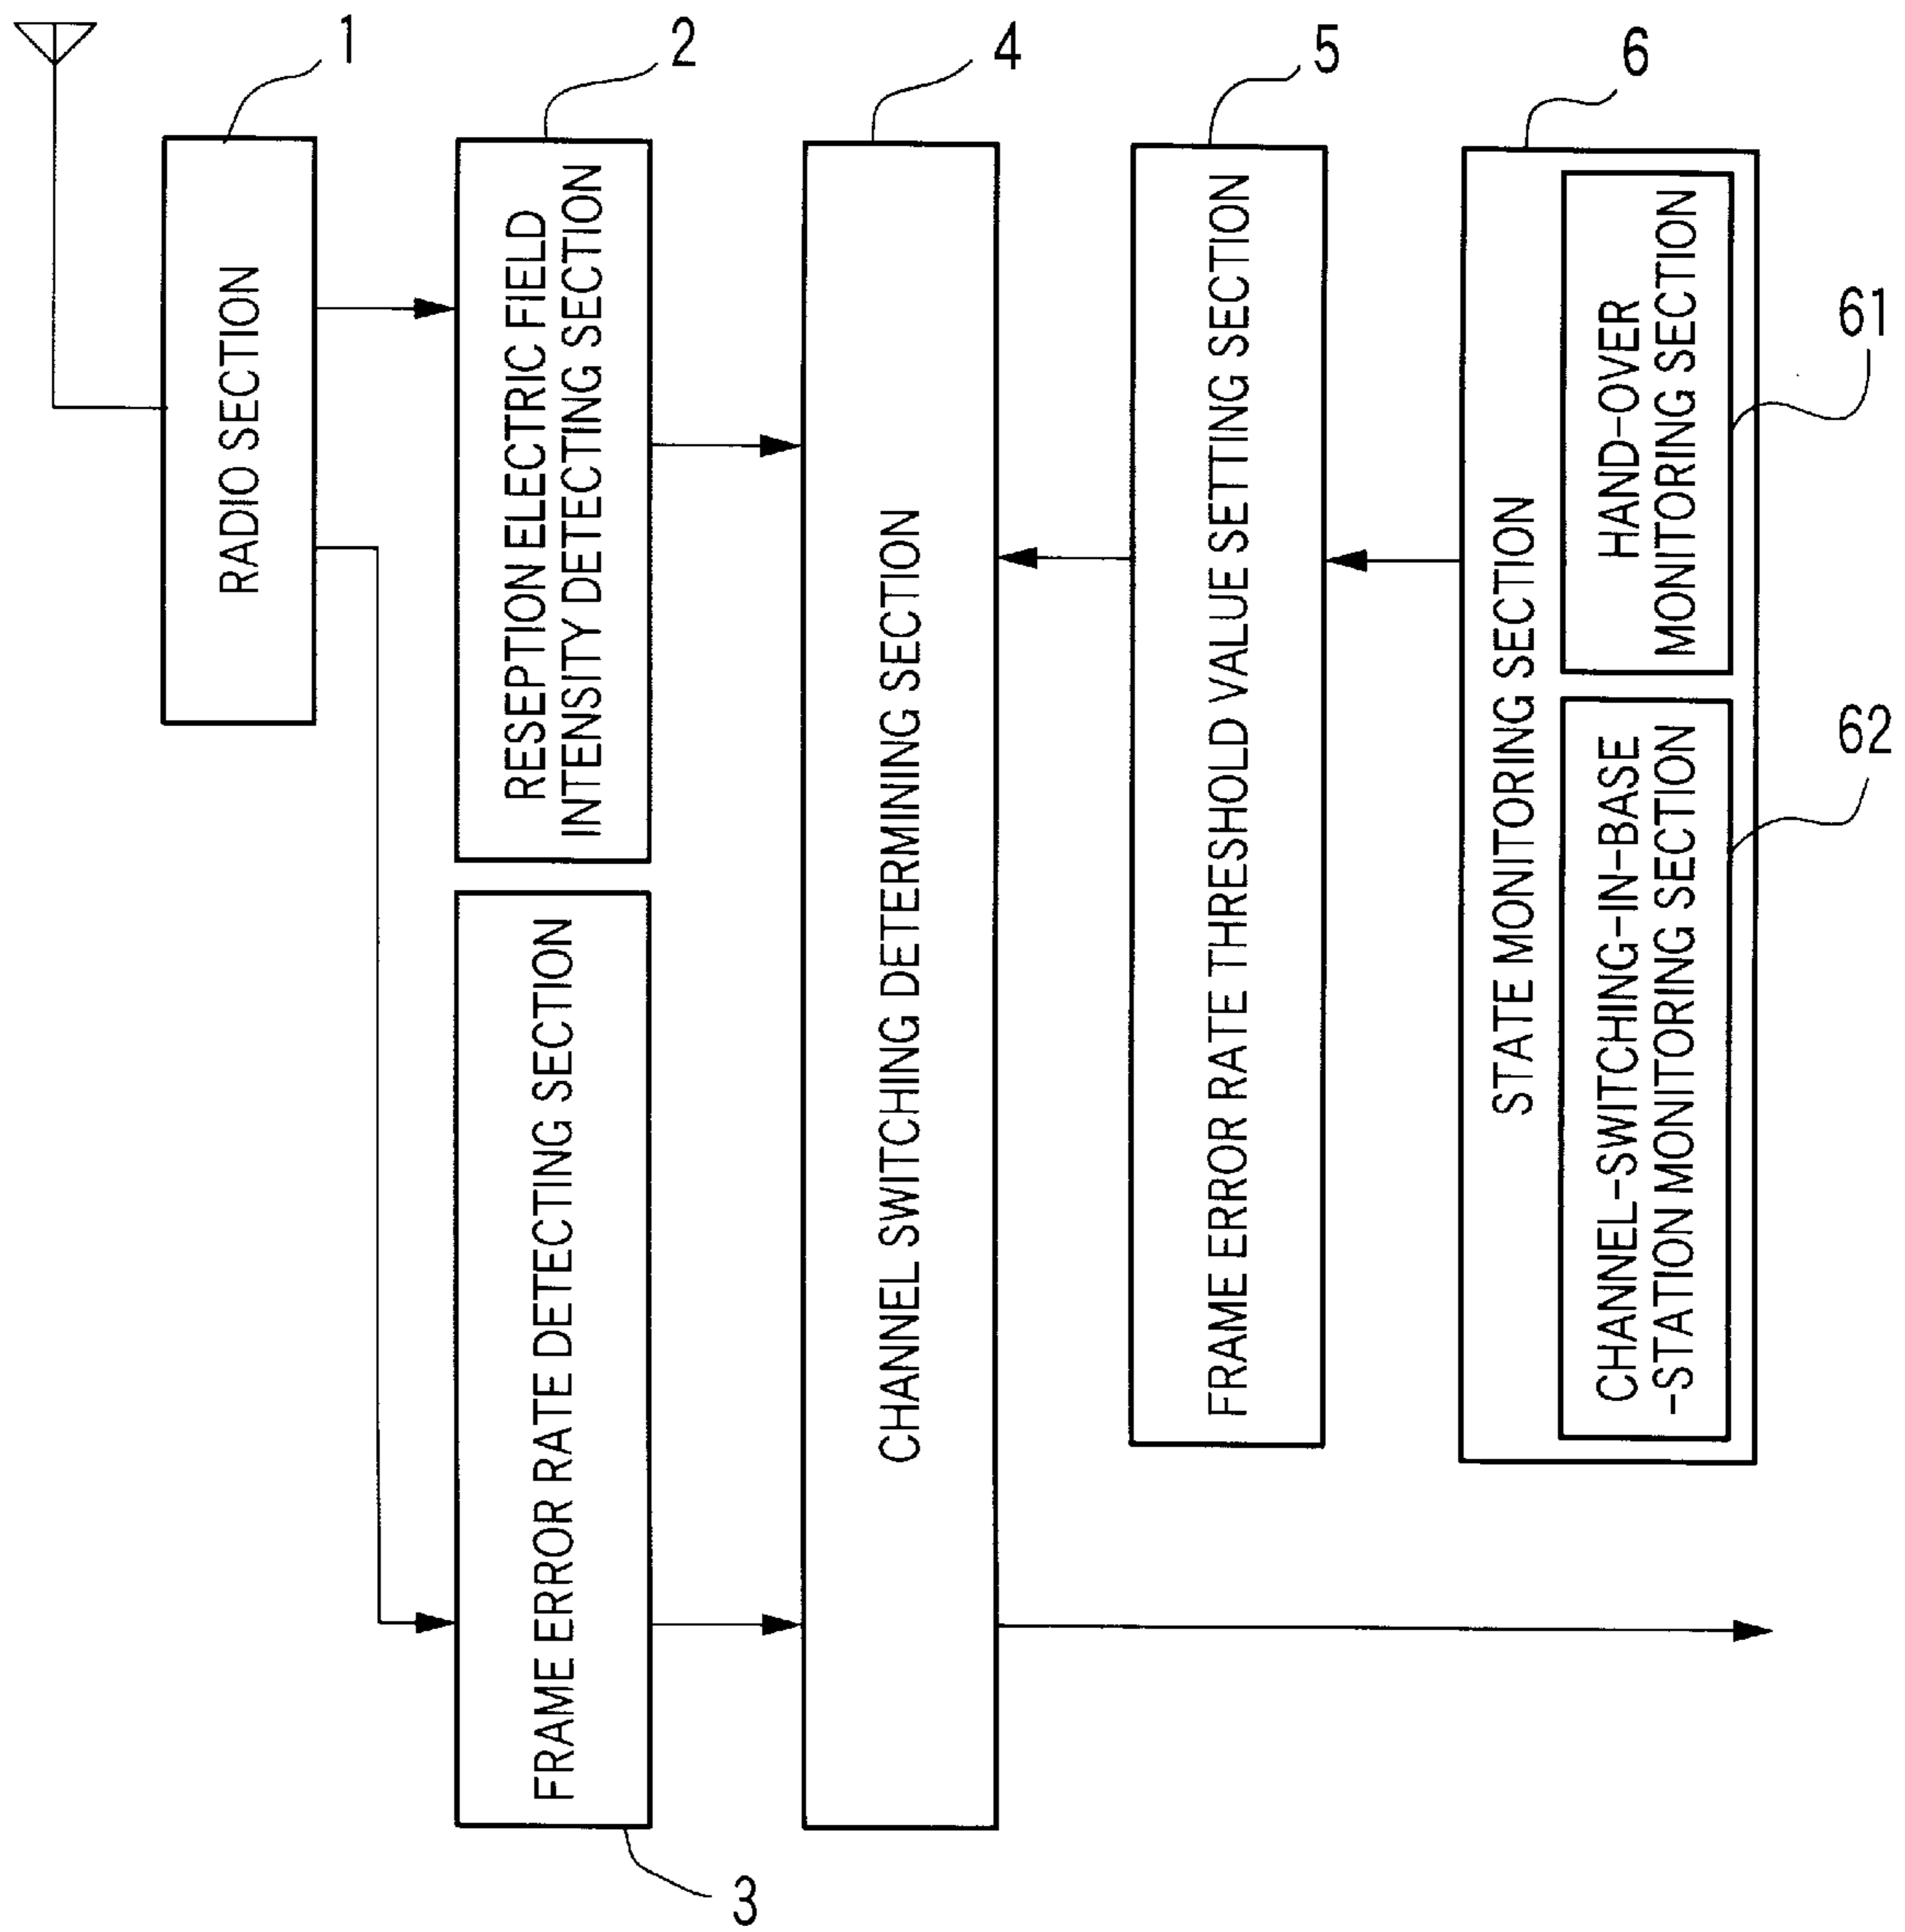 1
RADIO SECTION
2
RESEPTION ELECTRIC FIELD
INTENSITY DETECTING SECTION
3
FRAME ERROR RATE DETECTING SECTION
4
CHANNEL SWITCHING DETERMINING SECTION
5
FRAME ERROR RATE THRESHOLD VALUE SETTING SECTION
6
STATE MONITORING SECTION
61
HAND-OVER
MONITORING SECTION
62
CHANNEL-SWITCHING-IN-BASE
-STATION MONITORING SECTION